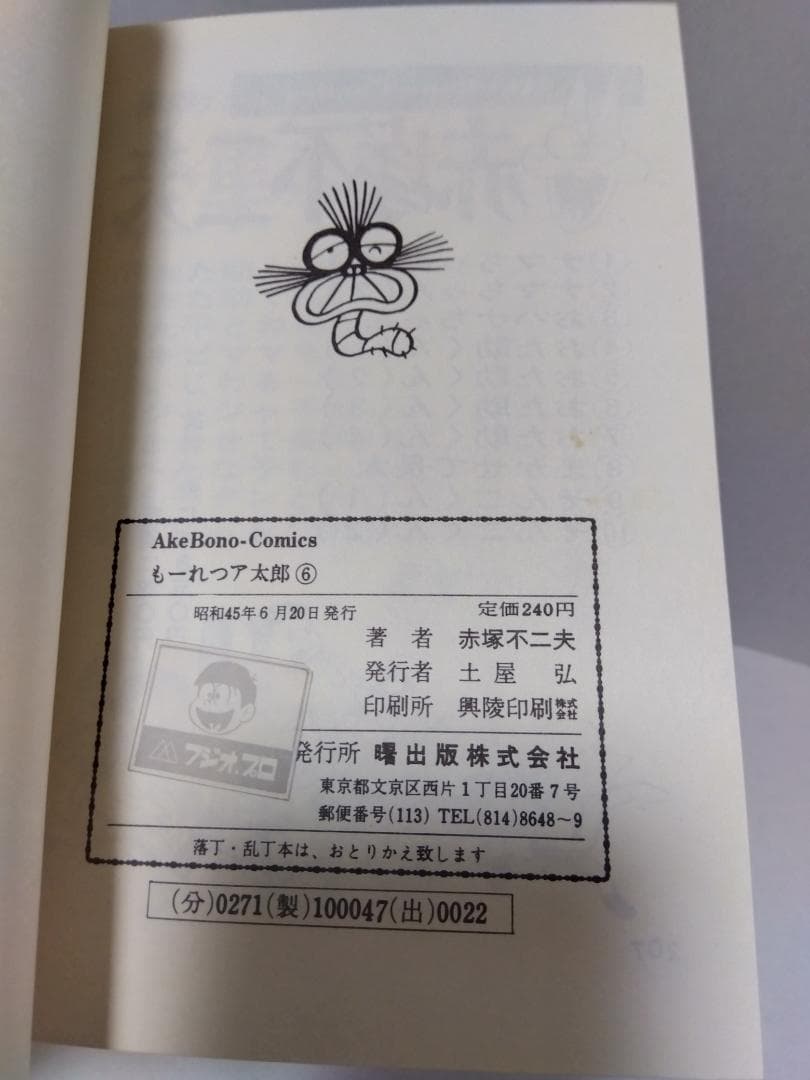 AkeBono-Comics
もーれつア太郎⑥
昭和45年6月20日発行 定価240円
著者 赤塚不二夫
発行者 土屋弘
印刷所 興陵印刷株式会社
フジオ・プロ
発行所 曙出版株式会社
東京都文京区西片1丁目20番7号
郵便番号(113) TEL(814)8648〜9
落丁・乱丁本は、おとりかえ致します
(分)0271(製)100047(出)0022
207